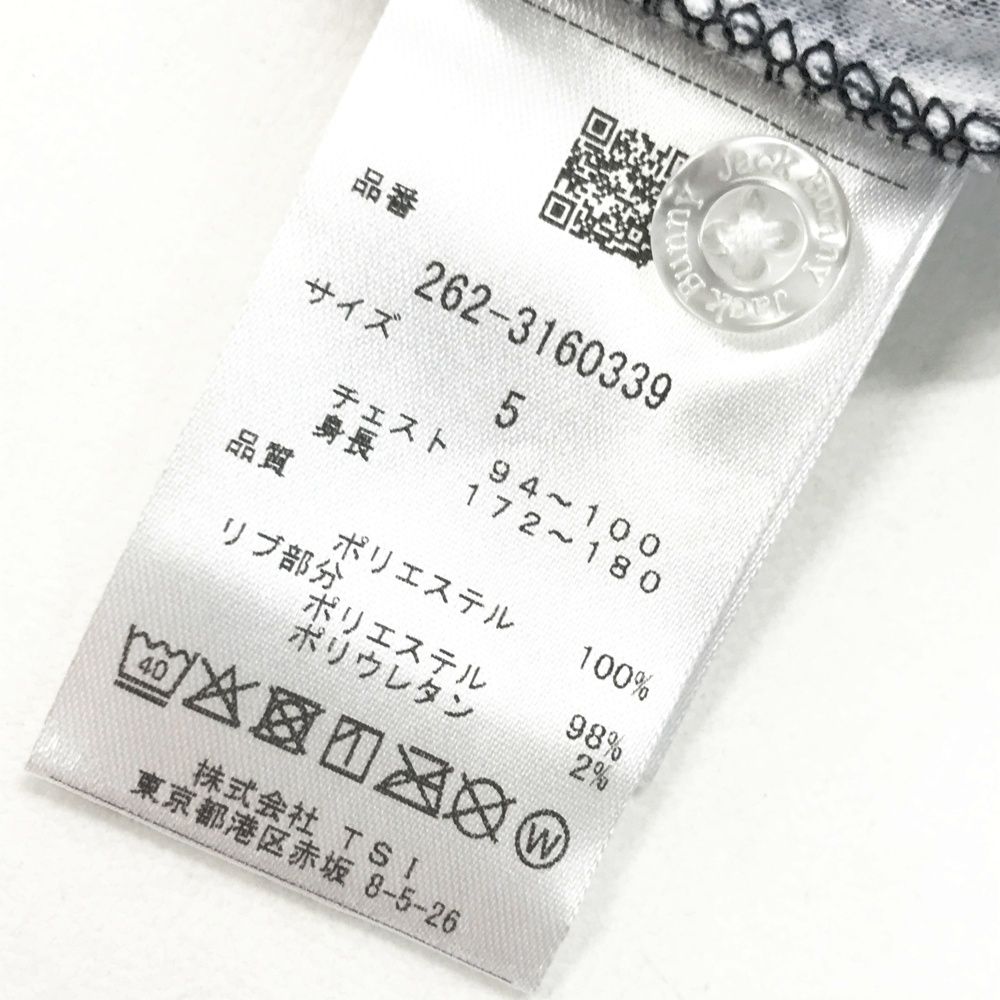 Jack Bunny
Jack Bunny
品番
262-3160339
サイズ
5
チェスト 94~100
身長 172~180
品質
ポリエステル 100%
リブ部分
ポリエステル 98%
ポリウレタン 2%
40
W
株式会社 TSI
東京都港区赤坂 8-5-26